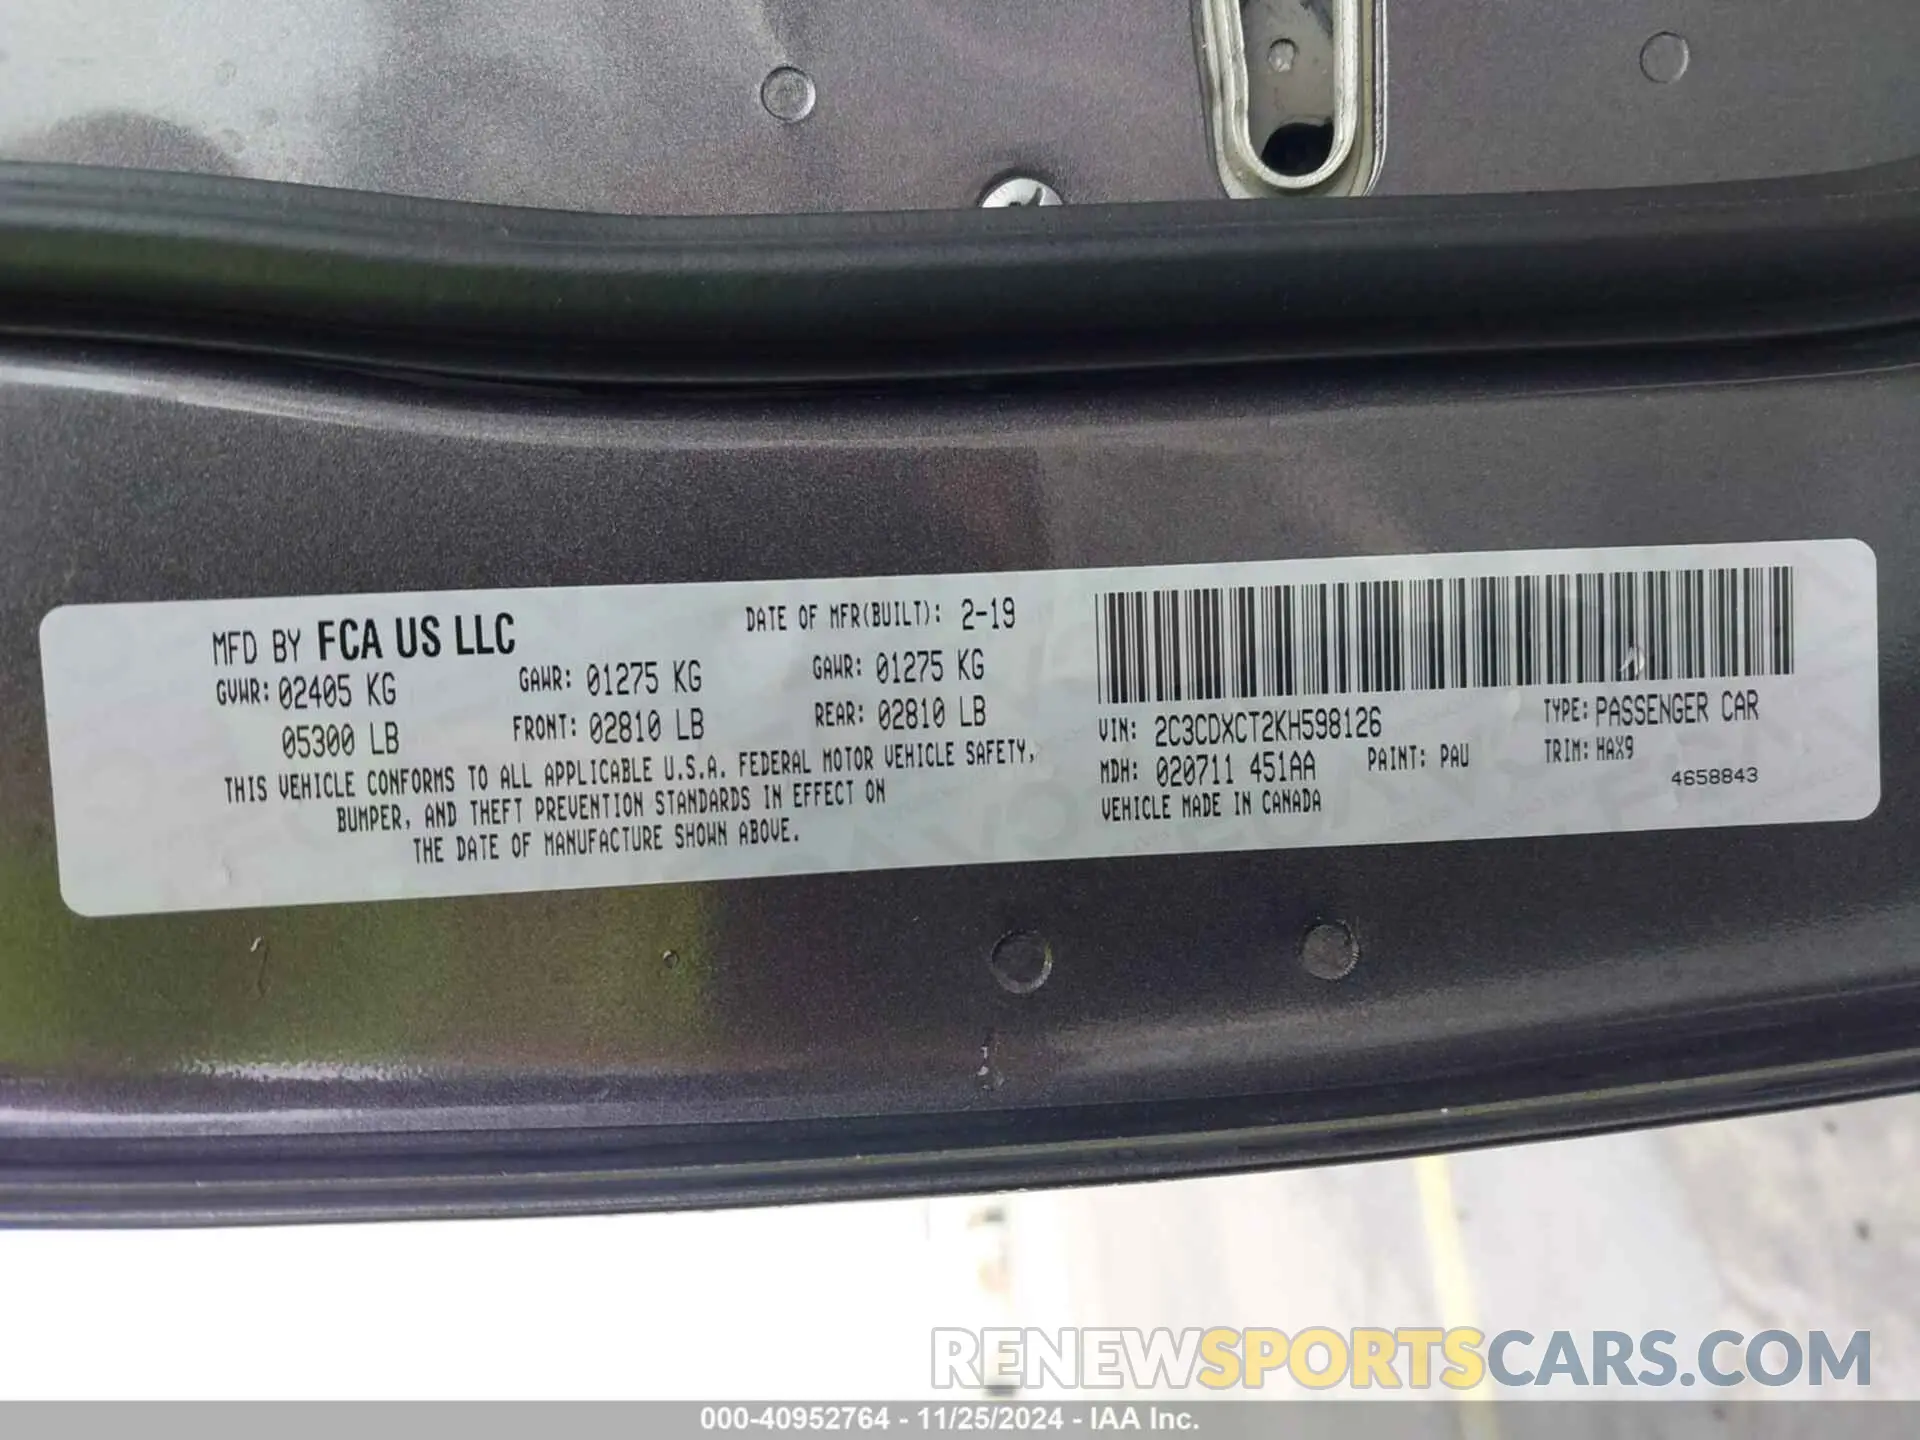 MFD BY FCA US LLC
DATE OF MFR(BUILT): 2-19
GVWR: 02405 KG GAWR: 01275 KG GAWR: 01275 KG
05300 LB FRONT: 02810 LB REAR: 02810 LB
THIS VEHICLE CONFORMS TO ALL APPLICABLE U.S.A. FEDERAL MOTOR VEHICLE SAFETY,
BUMPER, AND THEFT PREVENTION STANDARDS IN EFFECT ON
THE DATE OF MANUFACTURE SHOWN ABOVE.
VIN: 2C3CDXCT2KH598126 TYPE: PASSENGER CAR
MDH: 020711 451AA PAINT: PAU TRIM: HAX9
VEHICLE MADE IN CANADA 4658843
RENEWSPORTSCARS.COM
000-40952764 - 11/25/2024 - IAA Inc.